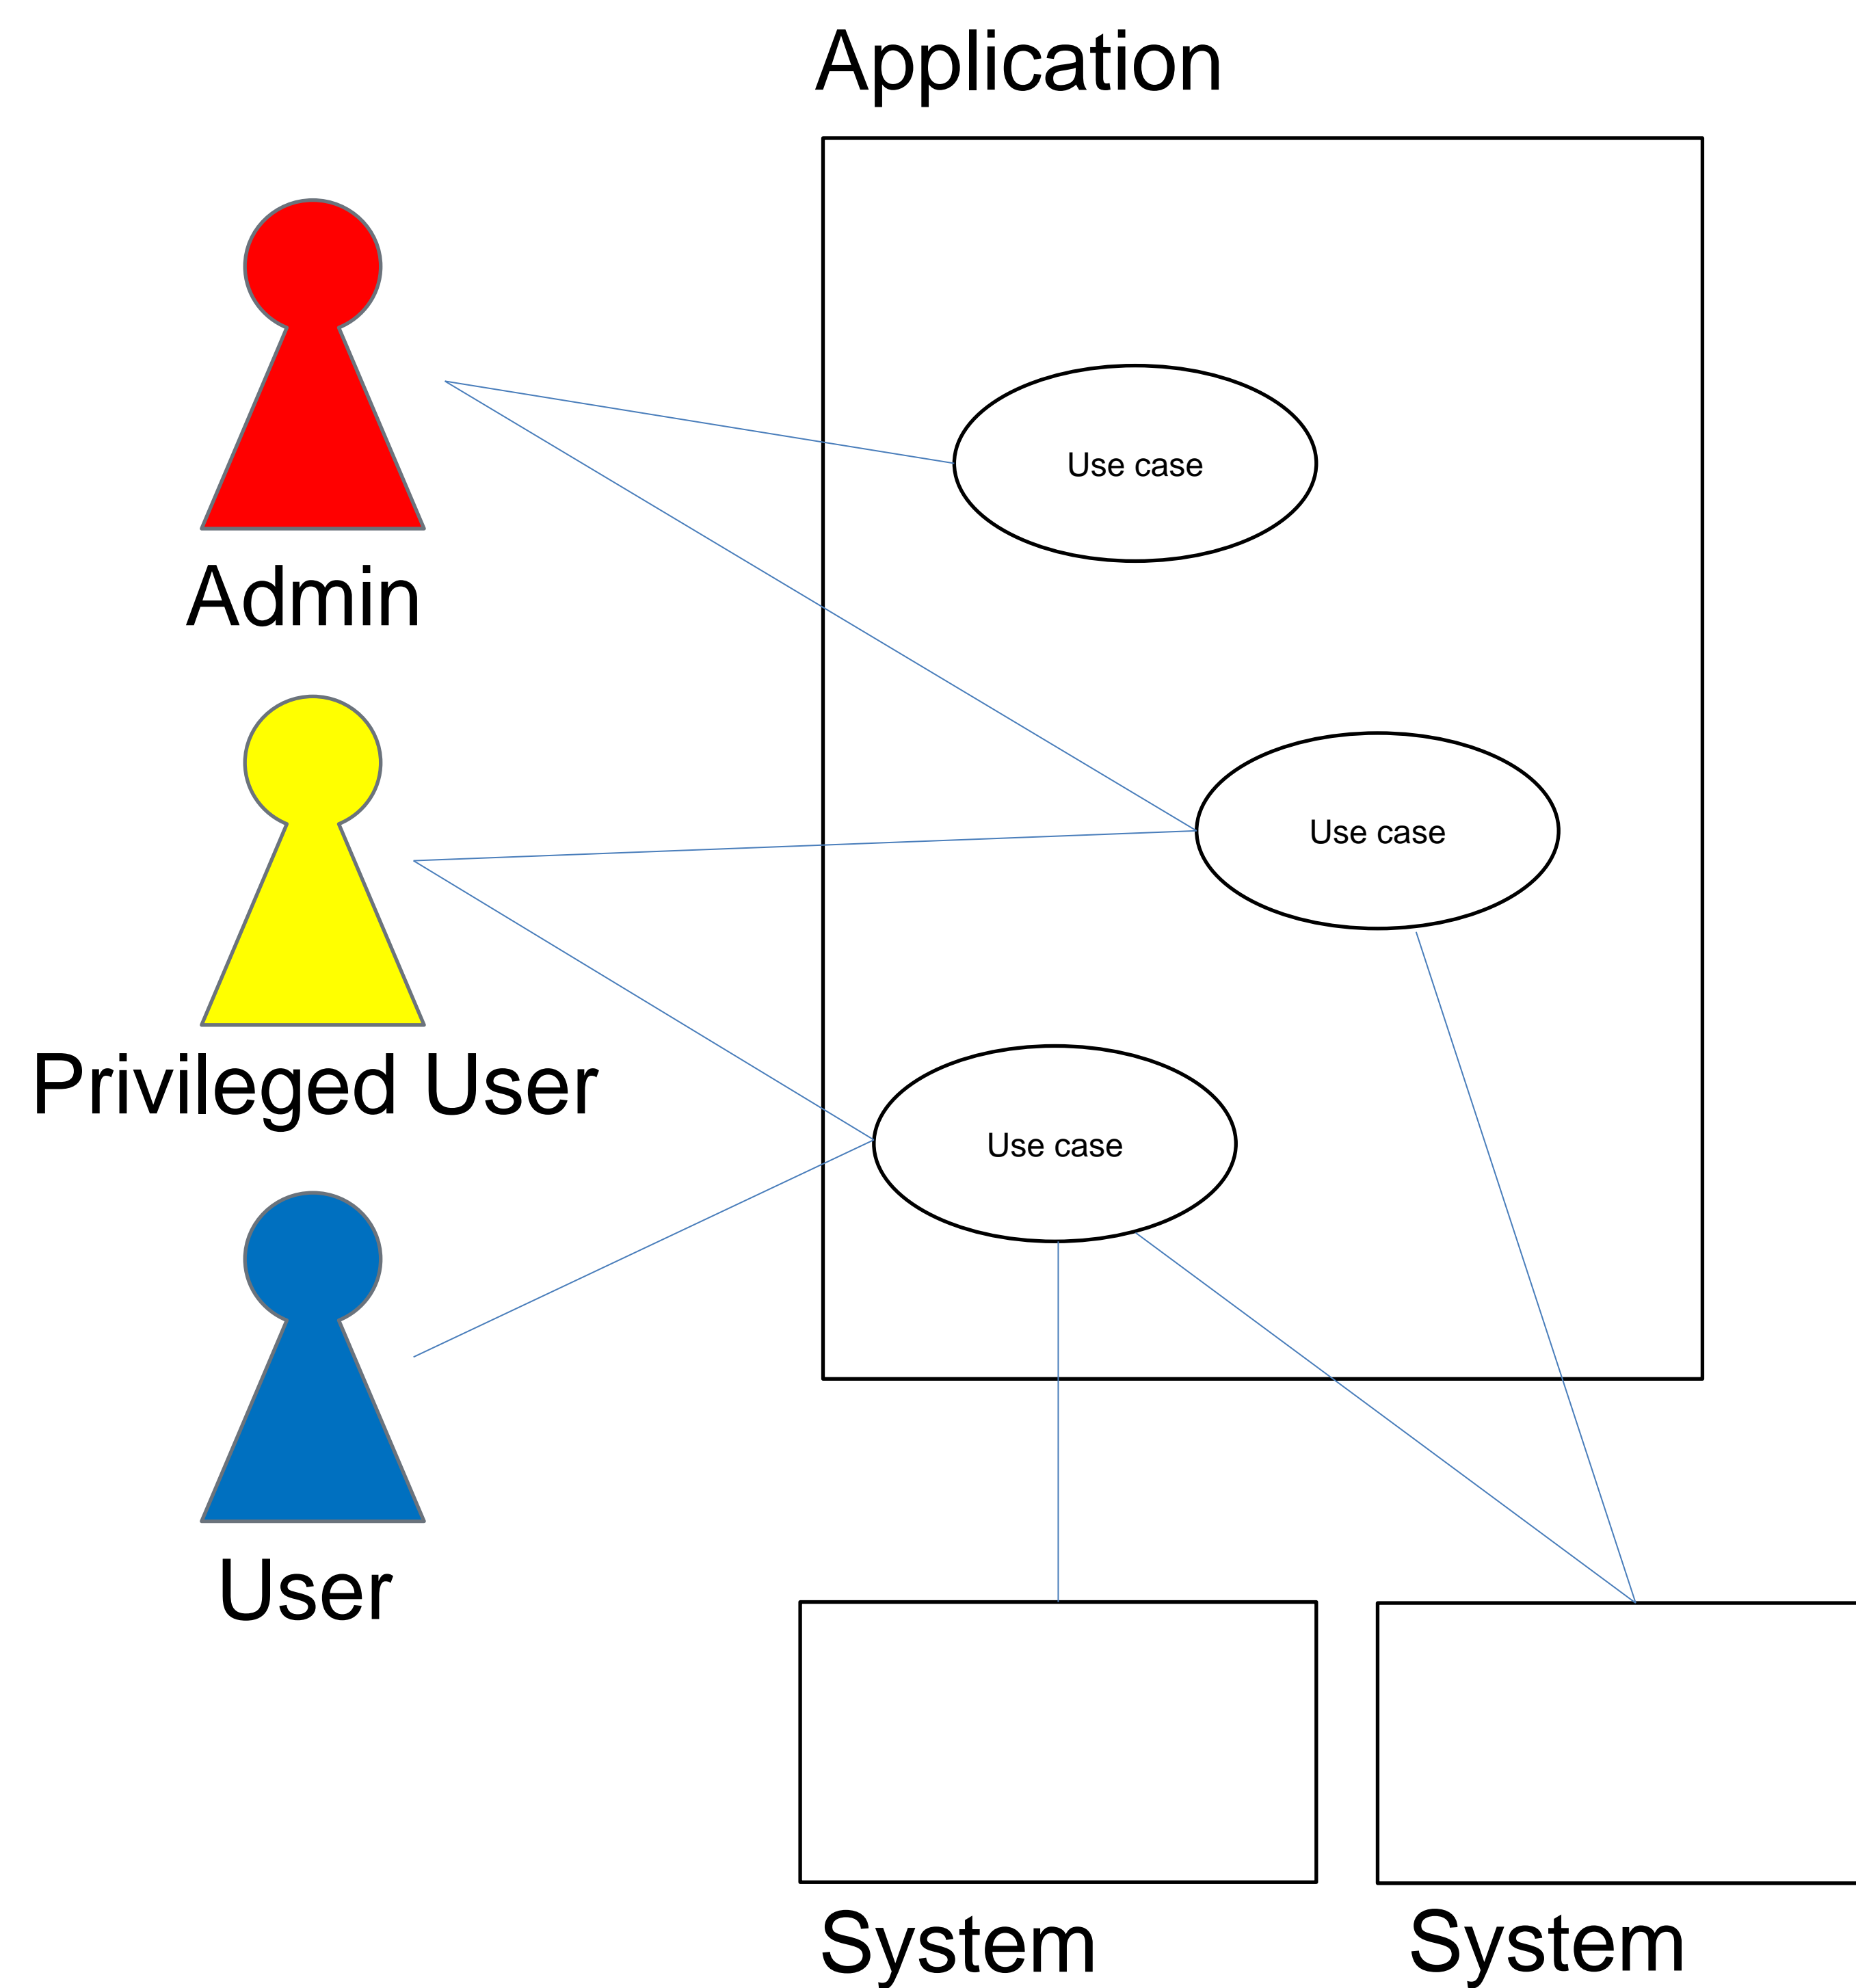 Application
Use case
Admin
Use case
Privileged User
Use case
User
System
System